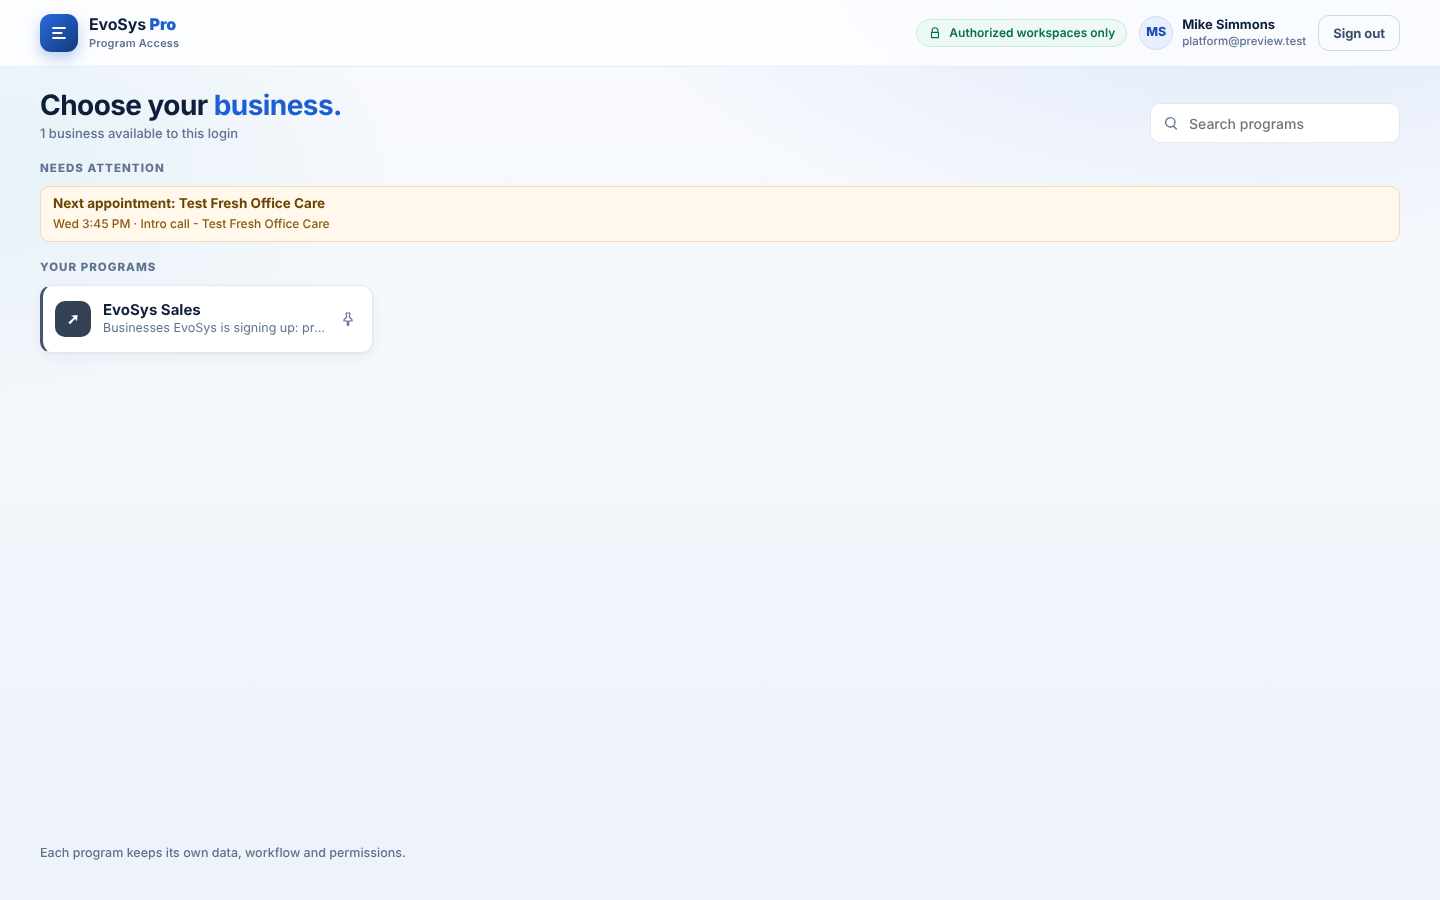 EvoSys Pro
Program Access
Authorized workspaces only
MS
Mike Simmons
platform@preview.test
Sign out
Choose your business.
1 business available to this login
Search programs
NEEDS ATTENTION
Next appointment: Test Fresh Office Care
Wed 3:45 PM · Intro call - Test Fresh Office Care
YOUR PROGRAMS
EvoSys Sales
Businesses EvoSys is signing up: pr...
Each program keeps its own data, workflow and permissions.